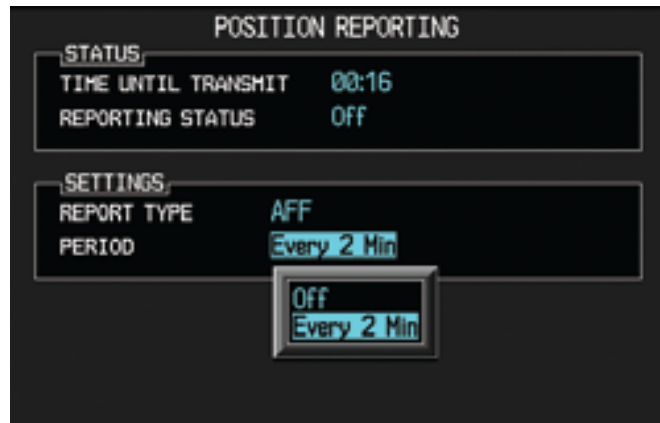 POSITION REPORTING
STATUS
TIME UNTIL TRANSMIT 00:16
REPORTING STATUS Off
SETTINGS
REPORT TYPE AFF
PERIOD Every 2 Min
Off
Every 2 Min